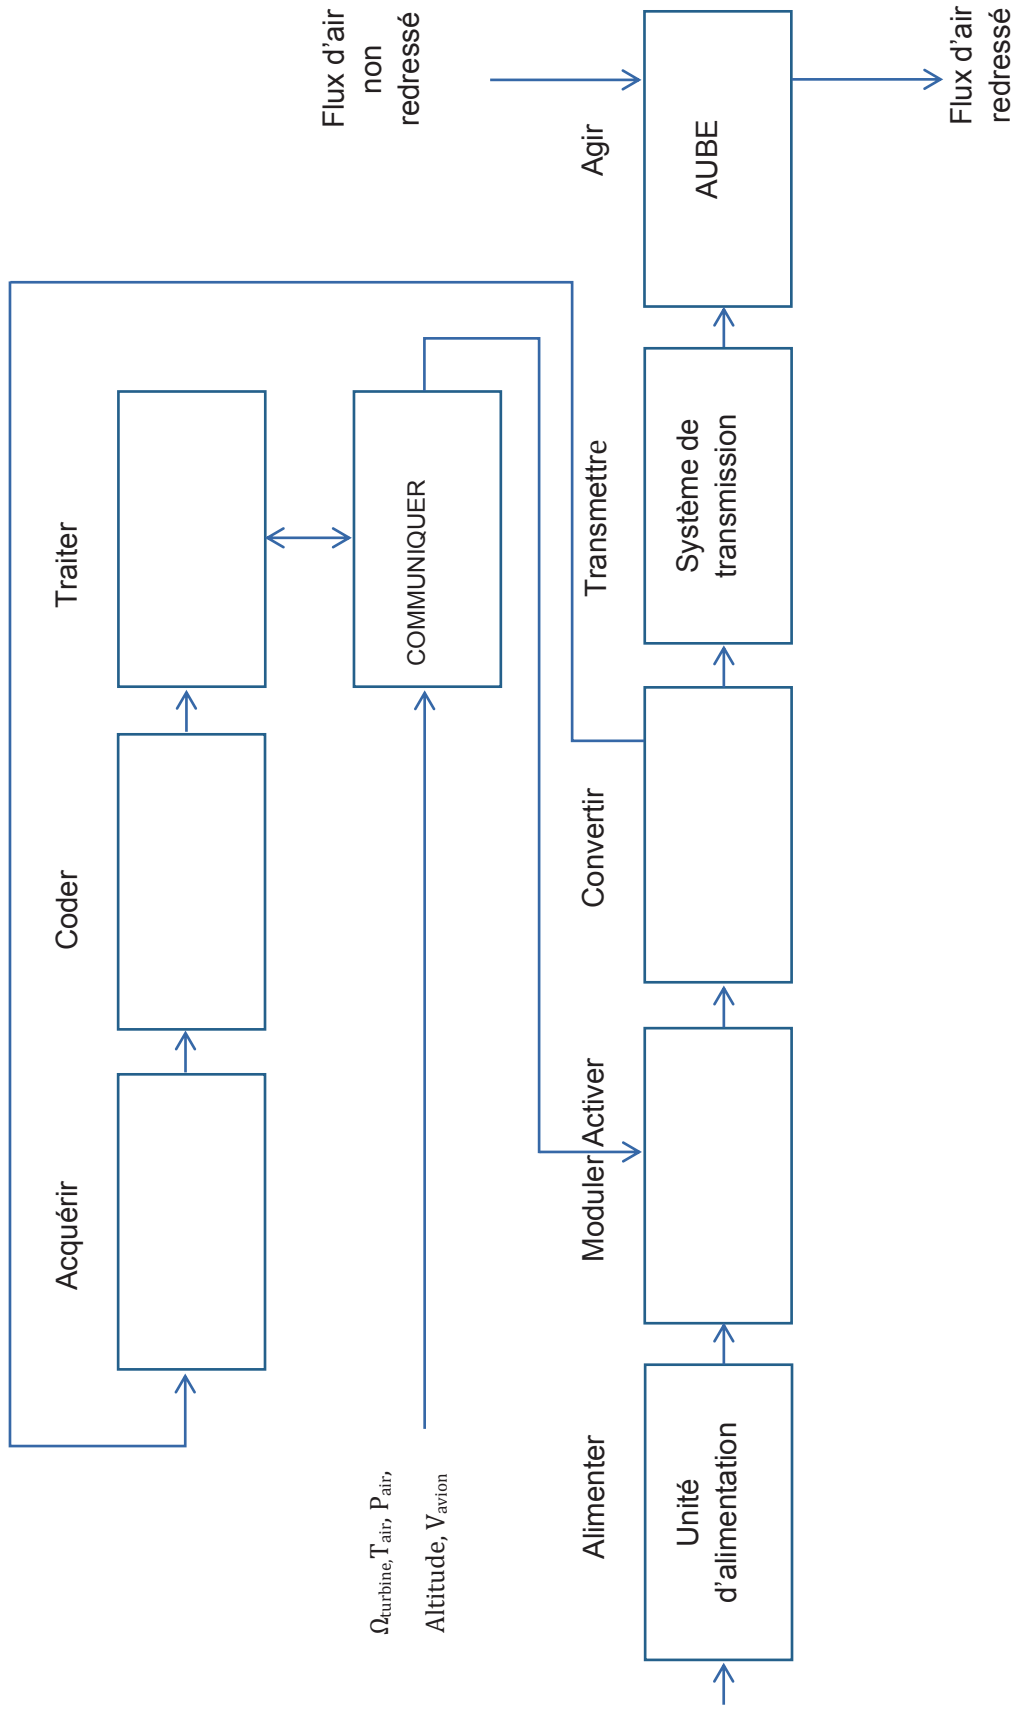 Acquérir
Coder
Traiter
Ωturbine, Tair, Pair,
Altitude, Vavion
COMMUNIQUER
Flux d'air
non
redressé
Alimenter
Moduler Activer
Convertir
Transmettre
Agir
Unité
d'alimentation
Système de
transmission
AUBE
Flux d'air
redressé